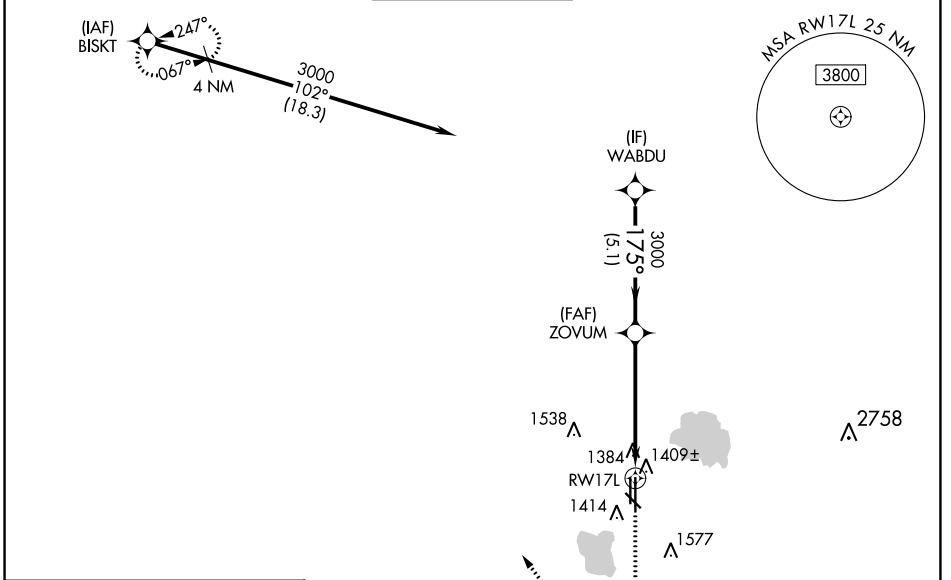 (IAF)
BISKT
247°
067°
4 NM
3000
102°
(18.3)
MSA RW17L 25 NM
3800
(IF)
WABDU
3000
175°
(5.1)
(FAF)
ZOVUM
1538
2758
1384
1409±
RW17L
1414
1577